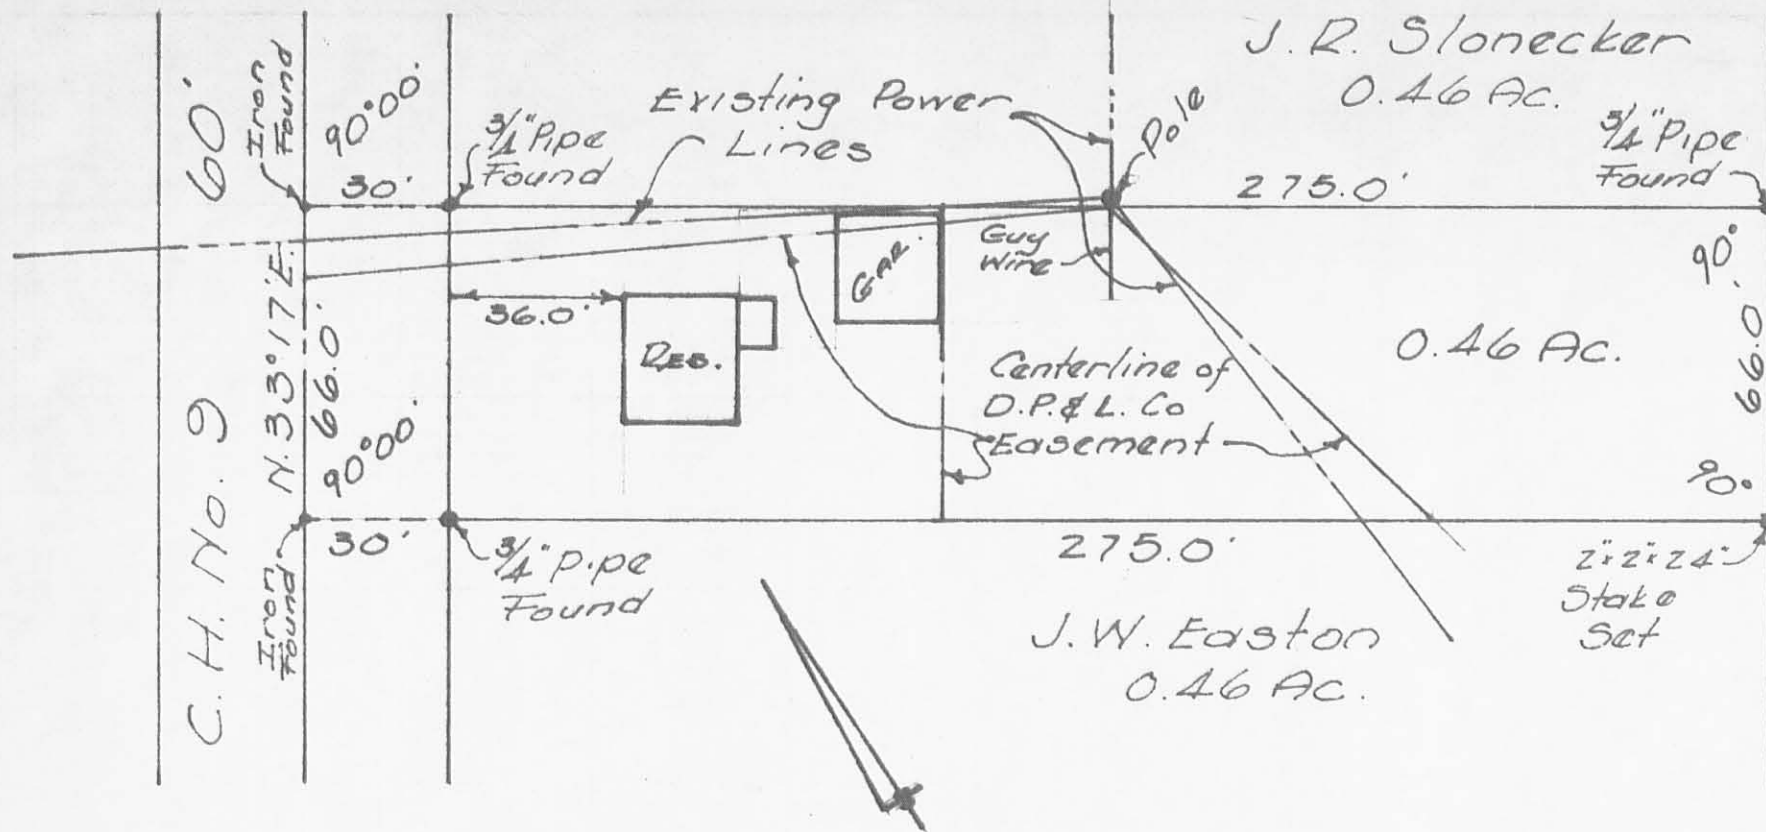 J. R. Slonecker
0.46 Ac.
Existing Power
Lines
Pole
3/4" Pipe
Found
275.0'
Iron
Found
90°00'
30'
3/4" Pipe
Found
60'
C. H. No. 9
N. 33°17' E.
66.0'
90°00'
Iron
Found
30'
3/4" Pipe
Found
36.0'
Res.
Gar.
Guy
Wire
Centerline of
D.P. & L. Co
Easement
0.46 Ac.
90°
66.0'
90°
275.0'
2"x2"x24"
Stake
Set
J. W. Easton
0.46 Ac.